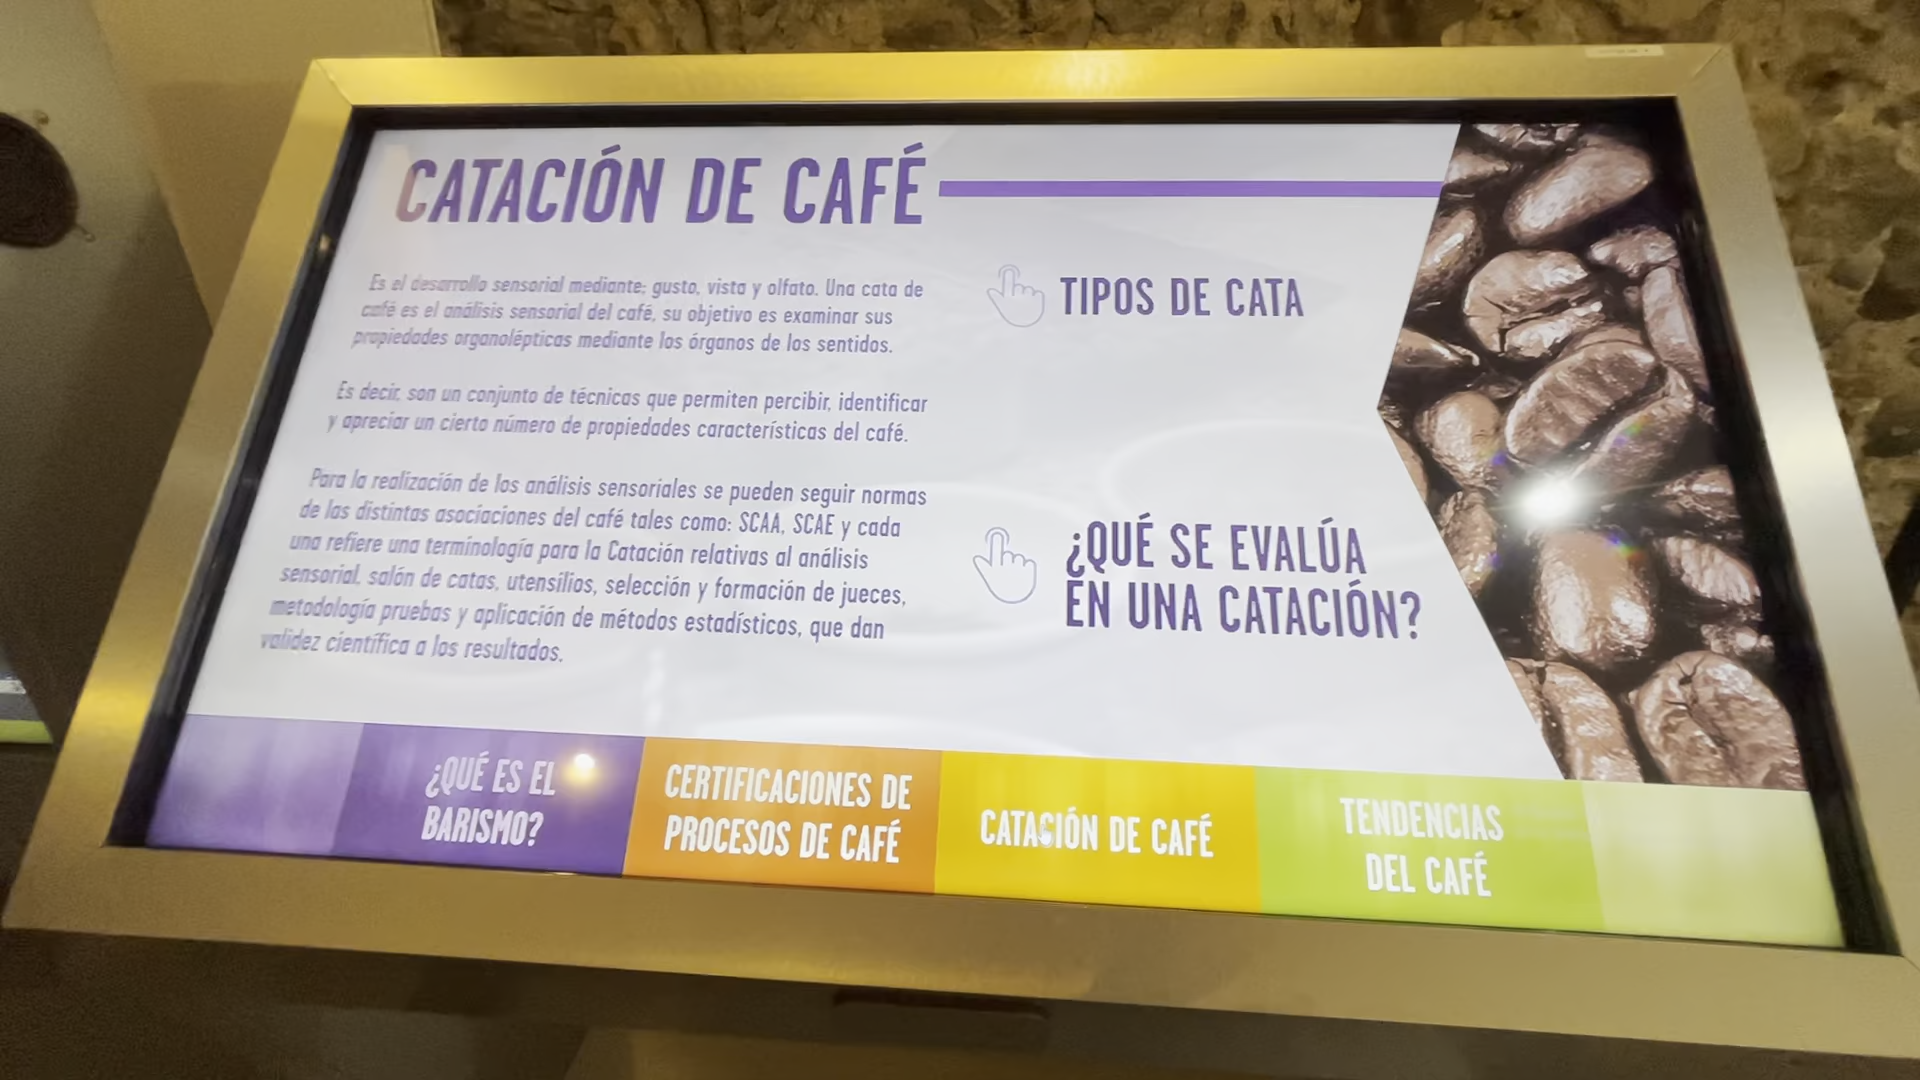 CATACIÓN DE CAFÉ
Es el desarrollo sensorial mediante: gusto, vista y olfato. Una cata de
café es el análisis sensorial del café, su objetivo es examinar sus
propiedades organolépticas mediante los órganos de los sentidos.
Es decir, son un conjunto de técnicas que permiten percibir, identificar
y apreciar un cierto número de propiedades características del café.
Para la realización de los análisis sensoriales se pueden seguir normas
de las distintas asociaciones del café tales como: SCAA, SCAE y cada
una refiere una terminología para la Catación relativas al análisis
sensorial, salón de catas, utensilios, selección y formación de jueces,
metodología pruebas y aplicación de métodos estadísticos, que dan
validez científica a los resultados.
TIPOS DE CATA
¿QUÉ SE EVALÚA
EN UNA CATACIÓN?
¿QUÉ ES EL
BARISMO?
CERTIFICACIONES DE
PROCESOS DE CAFÉ
CATACIÓN DE CAFÉ
TENDENCIAS
DEL CAFÉ